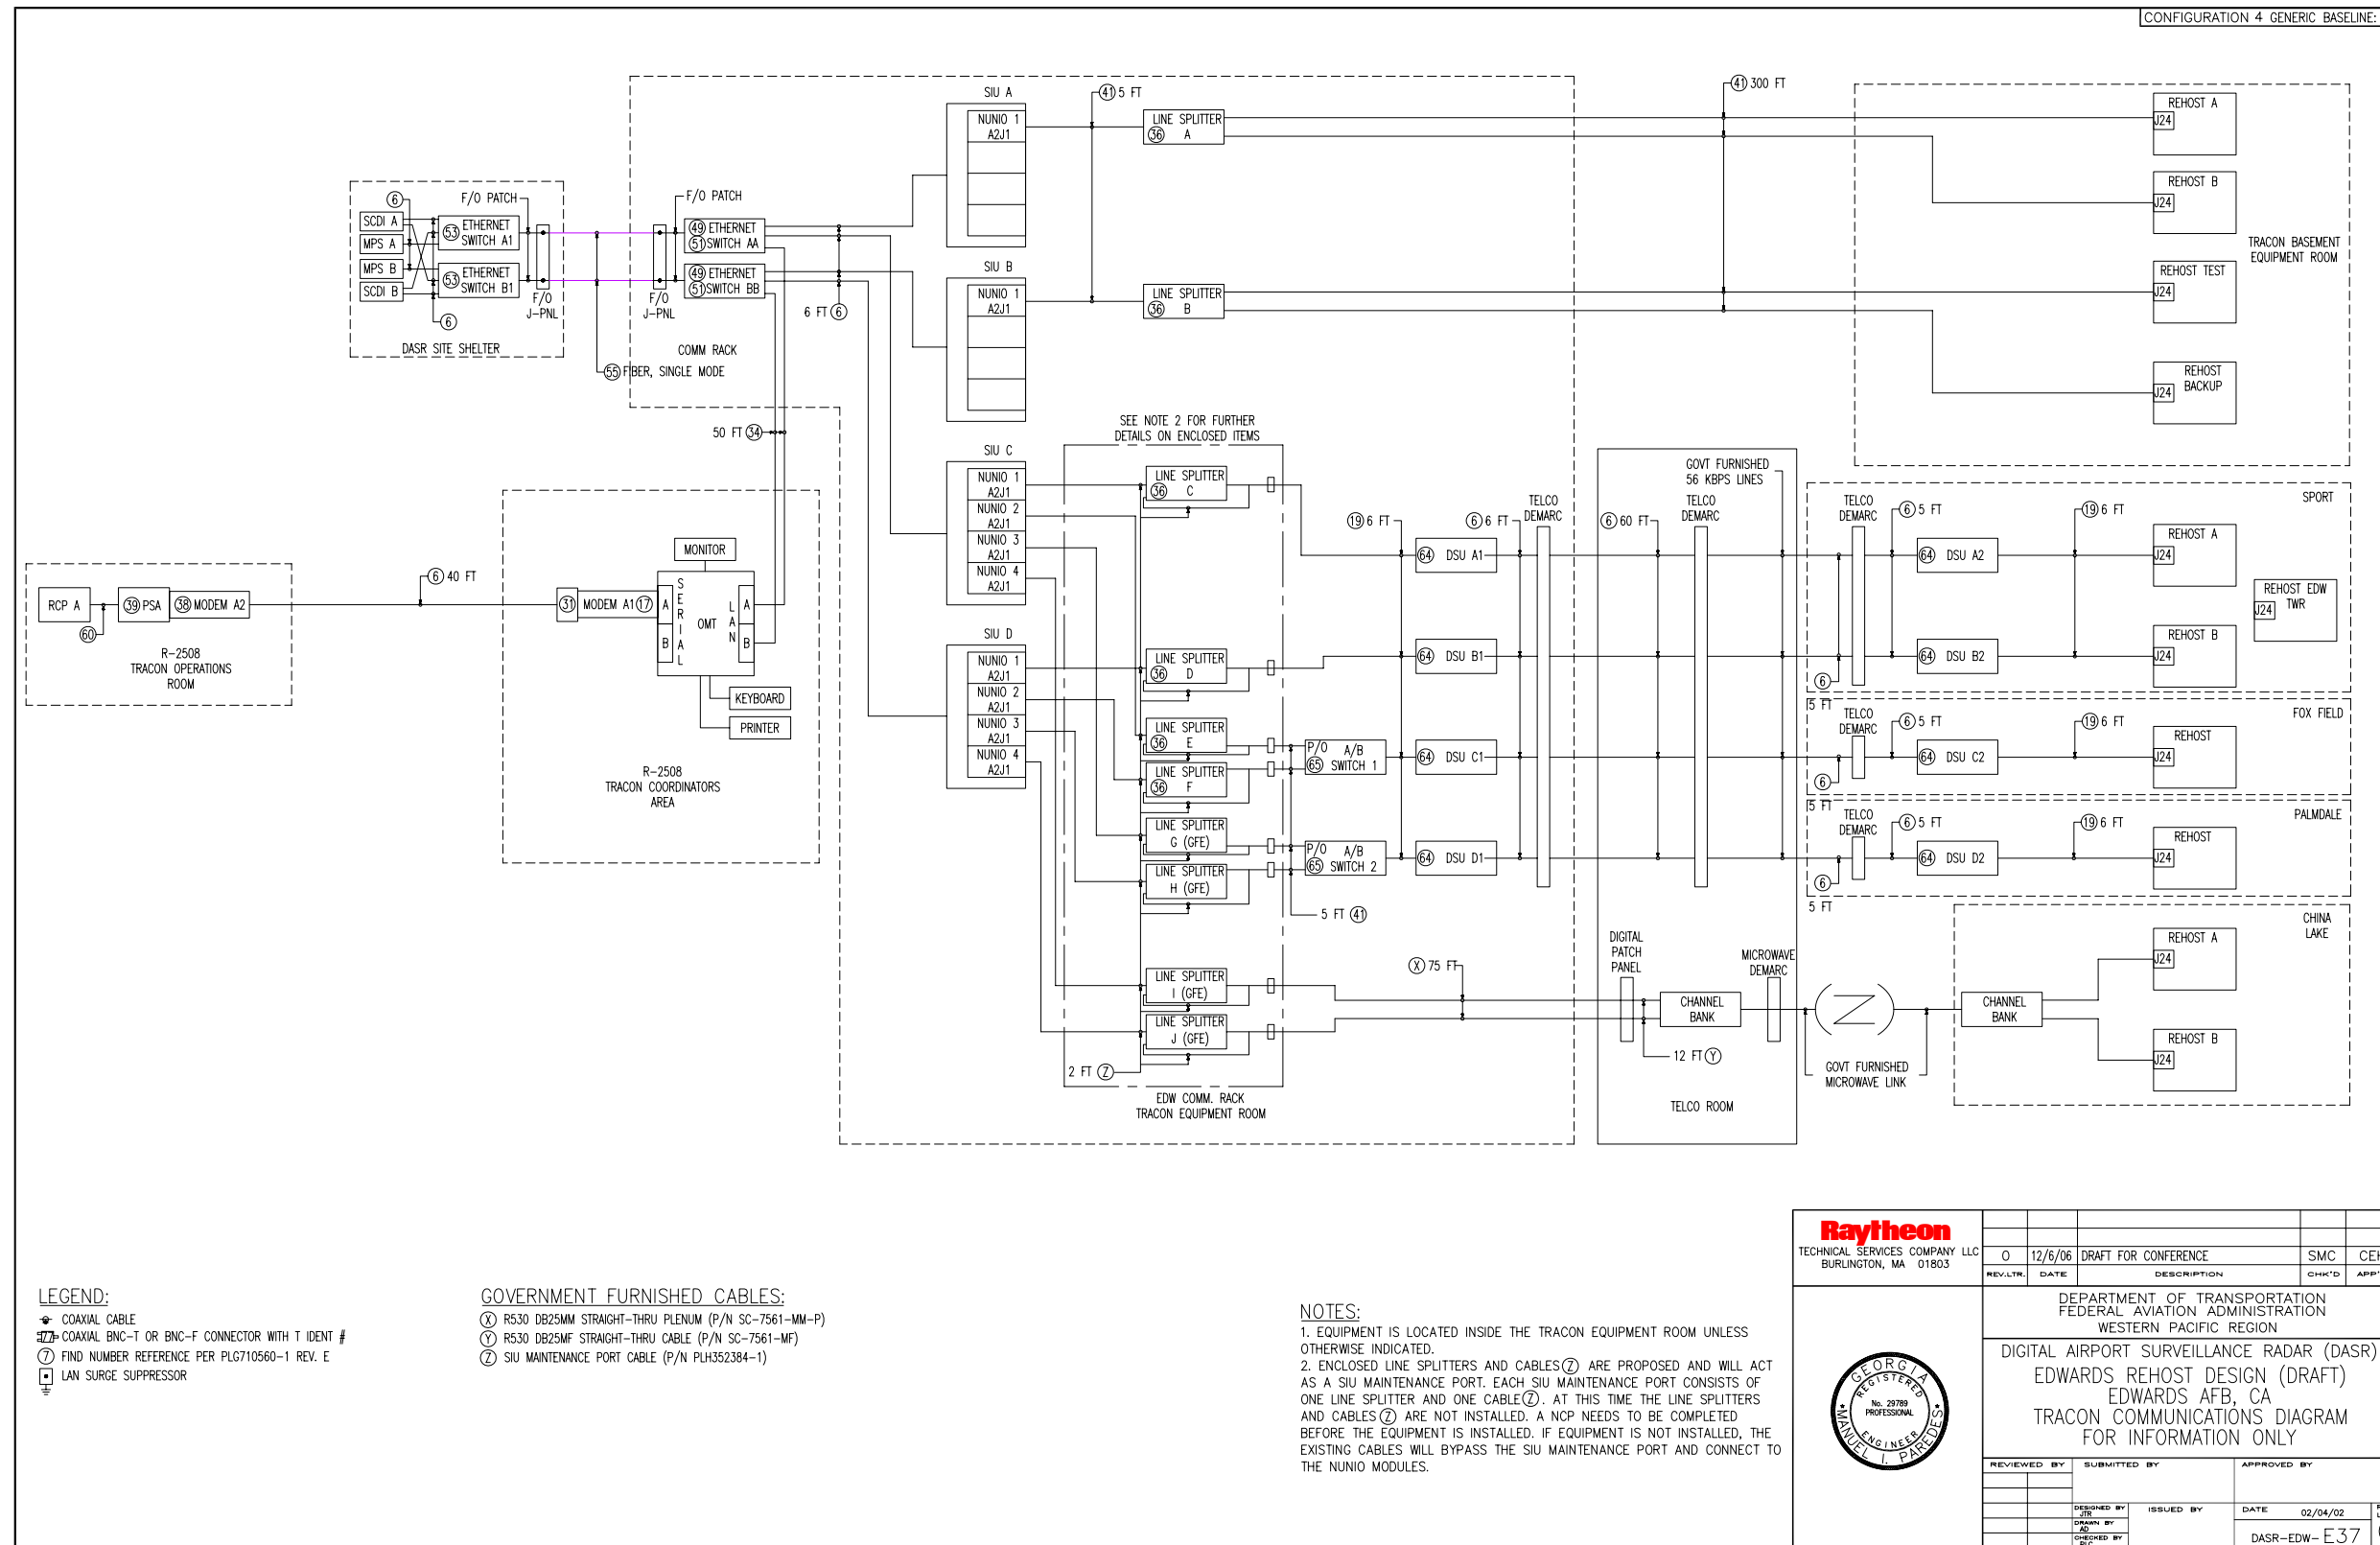 CONFIGURATION 4 GENERIC BASELINE:
SIU A
NUNIO 1
A2J1
41 5 FT
LINE SPLITTER
36 A
41 300 FT
REHOST A
J24
REHOST B
J24
TRACON BASEMENT
EQUIPMENT ROOM
REHOST TEST
J24
REHOST
BACKUP
J24
6
F/O PATCH
SCDI A
MPS A
MPS B
SCDI B
53 ETHERNET
SWITCH A1
53 ETHERNET
SWITCH B1
6
F/O
J-PNL
DASR SITE SHELTER
F/O PATCH
49 ETHERNET
51 SWITCH AA
49 ETHERNET
51 SWITCH BB
F/O
J-PNL
6 FT 6
COMM RACK
55 FIBER, SINGLE MODE
SIU B
NUNIO 1
A2J1
LINE SPLITTER
36 B
50 FT 34
SEE NOTE 2 FOR FURTHER
DETAILS ON ENCLOSED ITEMS
SIU C
NUNIO 1
A2J1
NUNIO 2
A2J1
NUNIO 3
A2J1
NUNIO 4
A2J1
SIU D
NUNIO 1
A2J1
NUNIO 2
A2J1
NUNIO 3
A2J1
NUNIO 4
A2J1
LINE SPLITTER
36 C
LINE SPLITTER
36 D
LINE SPLITTER
36 E
LINE SPLITTER
36 F
LINE SPLITTER
G (GFE)
LINE SPLITTER
H (GFE)
LINE SPLITTER
I (GFE)
LINE SPLITTER
J (GFE)
2 FT Z
EDW COMM. RACK
TRACON EQUIPMENT ROOM
P/O A/B
65 SWITCH 1
P/O A/B
65 SWITCH 2
5 FT 41
19 6 FT
6 6 FT
TELCO
DEMARC
64 DSU A1
64 DSU B1
64 DSU C1
64 DSU D1
X 75 FT
GOVT FURNISHED
56 KBPS LINES
6 60 FT
TELCO
DEMARC
DIGITAL
PATCH
PANEL
MICROWAVE
DEMARC
CHANNEL
BANK
12 FT Y
TELCO ROOM
GOVT FURNISHED
MICROWAVE LINK
SPORT
TELCO
DEMARC
6 5 FT
19 6 FT
64 DSU A2
REHOST A
J24
REHOST EDW
TWR
J24
64 DSU B2
REHOST B
J24
6
5 FT
FOX FIELD
TELCO
DEMARC
6 5 FT
19 6 FT
64 DSU C2
REHOST
J24
6
5 FT
PALMDALE
TELCO
DEMARC
6 5 FT
19 6 FT
64 DSU D2
REHOST
J24
6
5 FT
CHINA
LAKE
CHANNEL
BANK
REHOST A
J24
REHOST B
J24
RCP A
60
39 PSA
38 MODEM A2
6 40 FT
R-2508
TRACON OPERATIONS
ROOM
MONITOR
31 MODEM A1 17
A
B
SERIAL
OMT
LAN
A
B
KEYBOARD
PRINTER
R-2508
TRACON COORDINATORS
AREA
LEGEND:
COAXIAL CABLE
COAXIAL BNC-T OR BNC-F CONNECTOR WITH T IDENT #
7 FIND NUMBER REFERENCE PER PLG710560-1 REV. E
LAN SURGE SUPPRESSOR
GOVERNMENT FURNISHED CABLES:
X R530 DB25MM STRAIGHT-THRU PLENUM (P/N SC-7561-MM-P)
Y R530 DB25MF STRAIGHT-THRU CABLE (P/N SC-7561-MF)
Z SIU MAINTENANCE PORT CABLE (P/N PLH352384-1)
NOTES:
1. EQUIPMENT IS LOCATED INSIDE THE TRACON EQUIPMENT ROOM UNLESS
OTHERWISE INDICATED.
2. ENCLOSED LINE SPLITTERS AND CABLES Z ARE PROPOSED AND WILL ACT
AS A SIU MAINTENANCE PORT. EACH SIU MAINTENANCE PORT CONSISTS OF
ONE LINE SPLITTER AND ONE CABLE Z. AT THIS TIME THE LINE SPLITTERS
AND CABLES Z ARE NOT INSTALLED. A NCP NEEDS TO BE COMPLETED
BEFORE THE EQUIPMENT IS INSTALLED. IF EQUIPMENT IS NOT INSTALLED, THE
EXISTING CABLES WILL BYPASS THE SIU MAINTENANCE PORT AND CONNECT TO
THE NUNIO MODULES.
Raytheon
TECHNICAL SERVICES COMPANY LLC
BURLINGTON, MA 01803
0 12/6/06 DRAFT FOR CONFERENCE SMC
REV.LTR. DATE DESCRIPTION CHK'D
DEPARTMENT OF TRANSPORTATION
FEDERAL AVIATION ADMINISTRATION
WESTERN PACIFIC REGION
DIGITAL AIRPORT SURVEILLANCE RADAR (DASR)
EDWARDS REHOST DESIGN (DRAFT)
EDWARDS AFB, CA
TRACON COMMUNICATIONS DIAGRAM
FOR INFORMATION ONLY
GEORGIA
REGISTERED
No. 29789
PROFESSIONAL
ENGINEER
MANUEL I. PAREDES
REVIEWED BY SUBMITTED BY APPROVED BY
DESIGNED BY
JTR
DRAWN BY
AD
CHECKED BY
ISSUED BY
DATE 02/04/02
DASR-EDW-E37